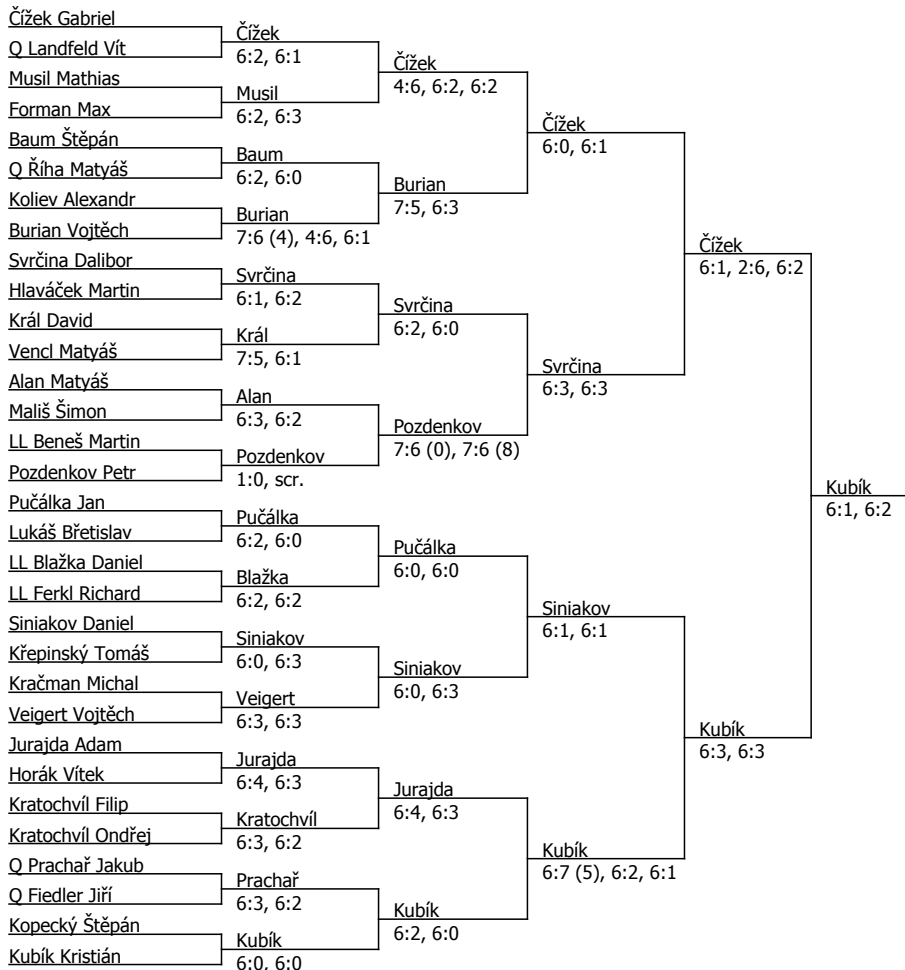 Čížek Gabriel
Q Landfeld Vít
Musil Mathias
Forman Max
Baum Štěpán
Q Říha Matyáš
Koliev Alexandr
Burian Vojtěch
Svrčina Dalibor
Hlaváček Martin
Král David
Vencl Matyáš
Alan Matyáš
Mališ Šimon
LL Beneš Martin
Pozdenkov Petr
Pučálka Jan
Lukáš Břetislav
LL Blažka Daniel
LL Ferkl Richard
Siniakov Daniel
Křepinský Tomáš
Kračman Michal
Veigert Vojtěch
Jurajda Adam
Horák Vítek
Kratochvíl Filip
Kratochvíl Ondřej
Q Prachař Jakub
Q Fiedler Jiří
Kopecký Štěpán
Kubík Kristián
Čížek
6:2, 6:1
Musil
6:2, 6:3
Baum
6:2, 6:0
Burian
7:6 (4), 4:6, 6:1
Svrčina
6:1, 6:2
Král
7:5, 6:1
Alan
6:3, 6:2
Pozdenkov
1:0, scr.
Pučálka
6:2, 6:0
Blažka
6:2, 6:2
Siniakov
6:0, 6:3
Veigert
6:3, 6:3
Jurajda
6:4, 6:3
Kratochvíl
6:3, 6:2
Prachař
6:3, 6:2
Kubík
6:0, 6:0
Čížek
4:6, 6:2, 6:2
Burian
7:5, 6:3
Svrčina
6:2, 6:0
Pozdenkov
7:6 (0), 7:6 (8)
Pučálka
6:0, 6:0
Siniakov
6:0, 6:3
Jurajda
6:4, 6:3
Kubík
6:2, 6:0
Čížek
6:0, 6:1
Svrčina
6:3, 6:3
Siniakov
6:1, 6:1
Kubík
6:7 (5), 6:2, 6:1
Čížek
6:1, 2:6, 6:2
Kubík
6:3, 6:3
Kubík
6:1, 6:2